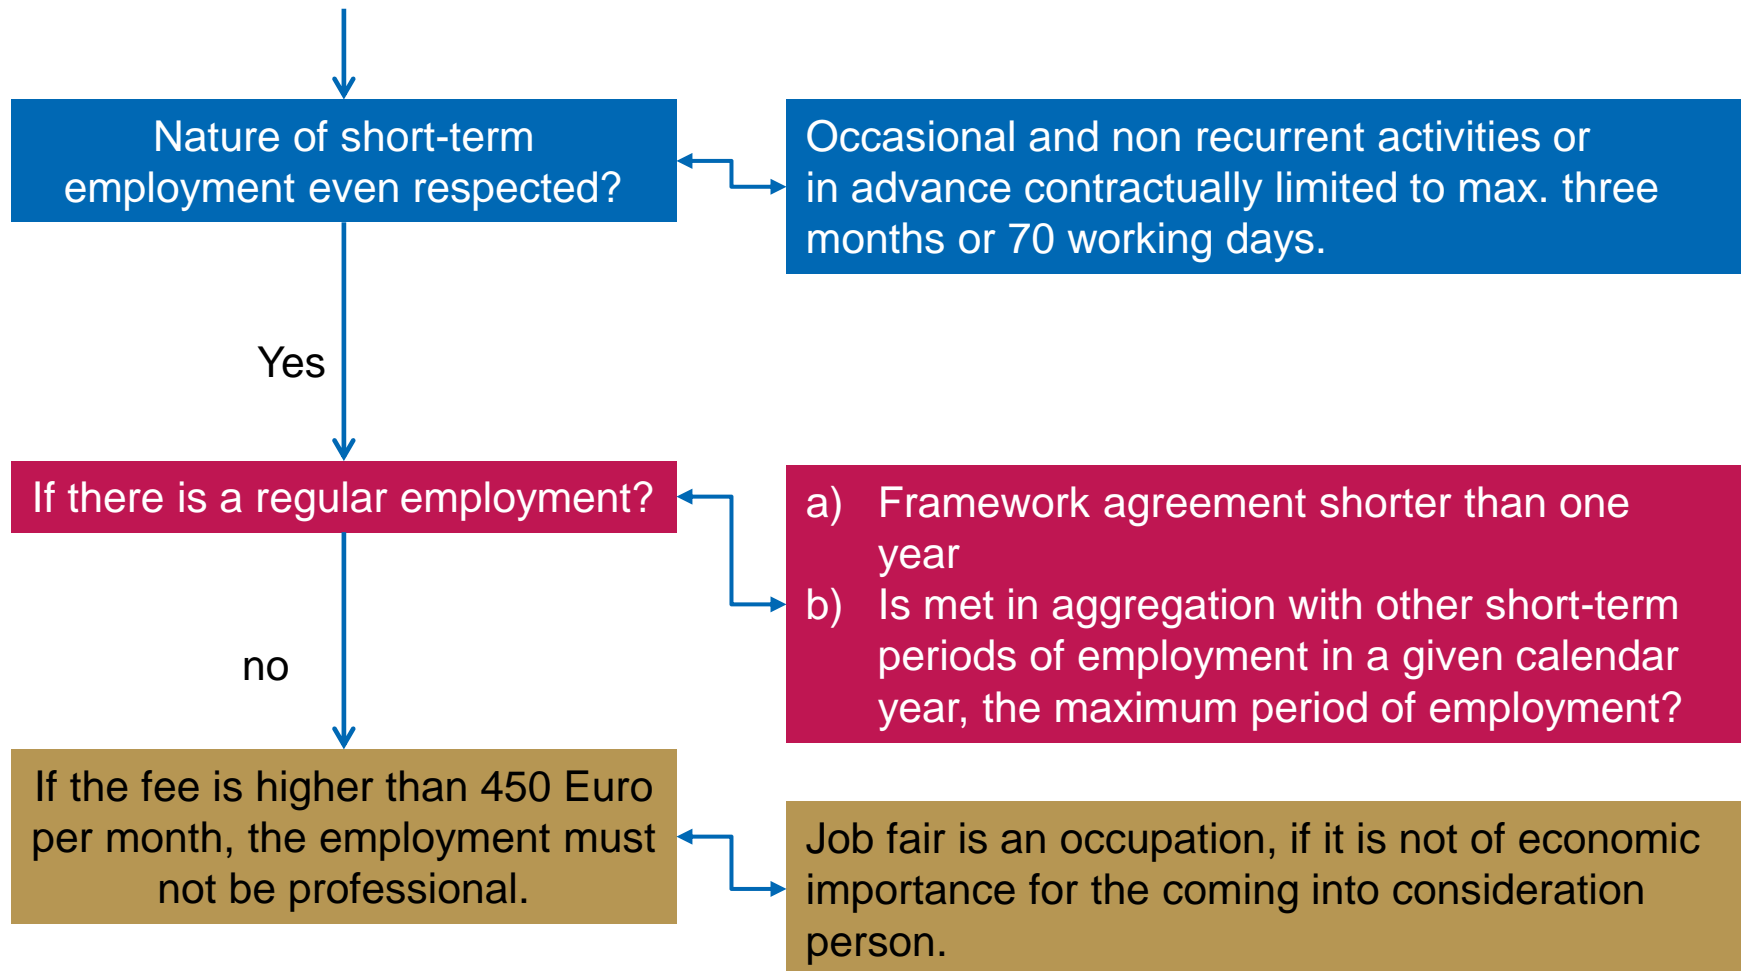 Nature of short-term
employment even respected?
Occasional and non recurrent activities or
in advance contractually limited to max. three
months or 70 working days.
Yes
If there is a regular employment?
a) Framework agreement shorter than one
year
b) Is met in aggregation with other short-term
periods of employment in a given calendar
year, the maximum period of employment?
no
If the fee is higher than 450 Euro
per month, the employment must
not be professional.
Job fair is an occupation, if it is not of economic
importance for the coming into consideration
person.